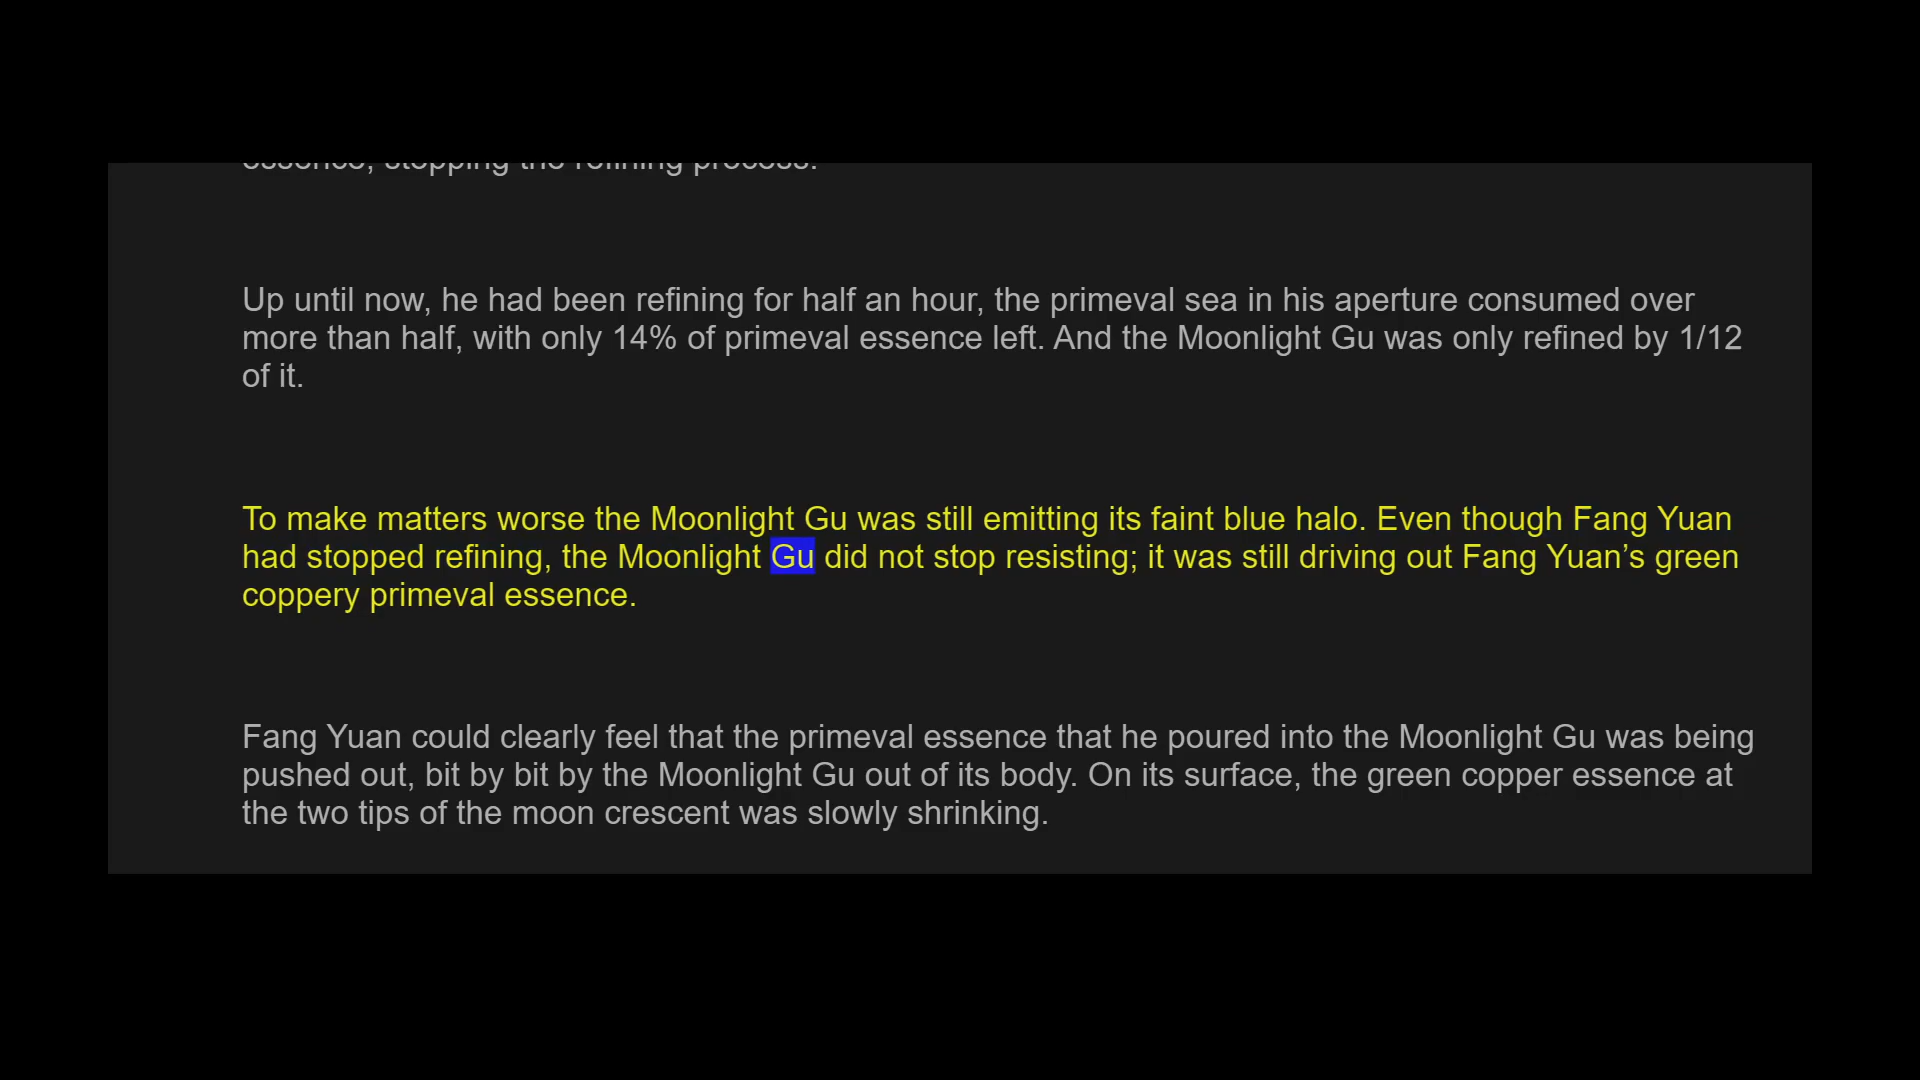 essence, stopping the refining process.
Up until now, he had been refining for half an hour, the primeval sea in his aperture consumed over
more than half, with only 14% of primeval essence left. And the Moonlight Gu was only refined by 1/12
of it.
To make matters worse the Moonlight Gu was still emitting its faint blue halo. Even though Fang Yuan
had stopped refining, the Moonlight Gu did not stop resisting; it was still driving out Fang Yuan’s green
coppery primeval essence.
Fang Yuan could clearly feel that the primeval essence that he poured into the Moonlight Gu was being
pushed out, bit by bit by the Moonlight Gu out of its body. On its surface, the green copper essence at
the two tips of the moon crescent was slowly shrinking.